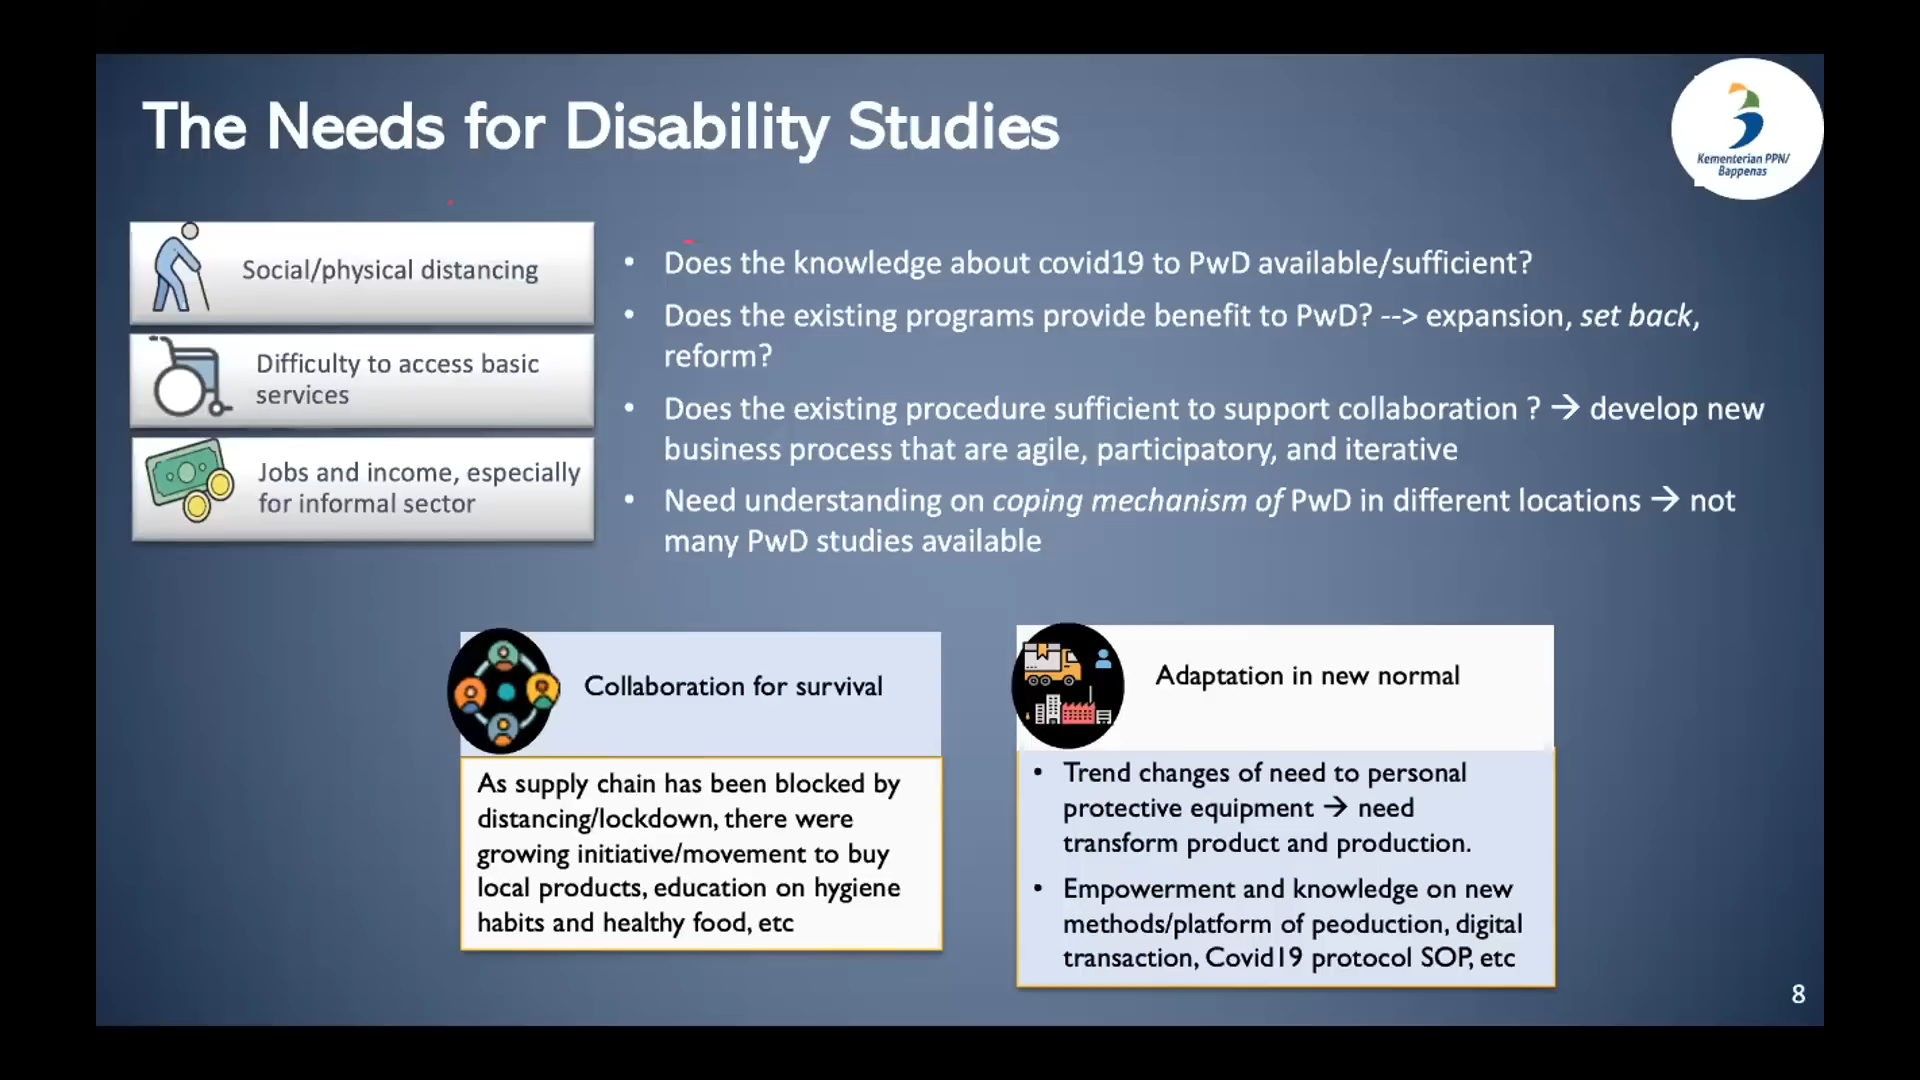 The Needs for Disability Studies
Kementerian PPN/
Bappenas
Social/physical distancing
Difficulty to access basic
services
Jobs and income, especially
for informal sector
• Does the knowledge about covid19 to PwD available/sufficient?
• Does the existing programs provide benefit to PwD? --> expansion, set back,
reform?
• Does the existing procedure sufficient to support collaboration ? → develop new
business process that are agile, participatory, and iterative
• Need understanding on coping mechanism of PwD in different locations → not
many PwD studies available
Collaboration for survival
As supply chain has been blocked by
distancing/lockdown, there were
growing initiative/movement to buy
local products, education on hygiene
habits and healthy food, etc
Adaptation in new normal
• Trend changes of need to personal
protective equipment → need
transform product and production.
• Empowerment and knowledge on new
methods/platform of peoduction, digital
transaction, Covid19 protocol SOP, etc
8